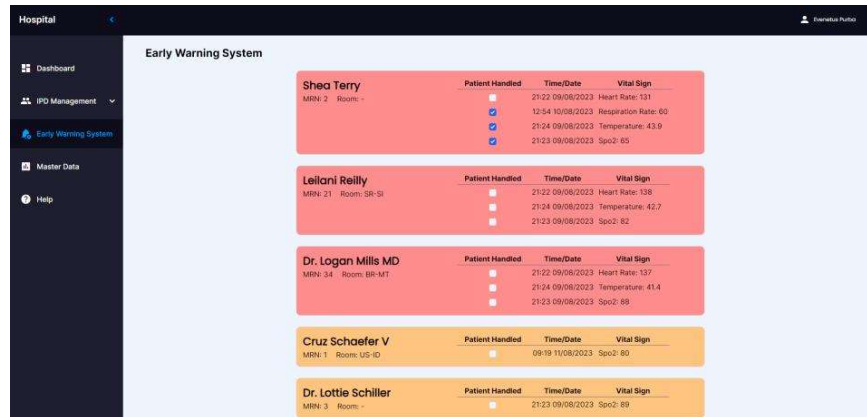 Hospital
Evenetus Purba
Early Warning System
Dashboard
IPD Management
Early Warning System
Master Data
Help
Shea Terry
MRN: 2 Room: -
Patient Handled Time/Date Vital Sign
21:22 09/08/2023 Heart Rate: 131
12:54 10/08/2023 Respiration Rate: 60
21:24 09/08/2023 Temperature: 43.9
21:23 09/08/2023 Spo2: 65
Leilani Reilly
MRN: 21 Room: SR-SI
Patient Handled Time/Date Vital Sign
21:22 09/08/2023 Heart Rate: 138
21:24 09/08/2023 Temperature: 42.7
21:23 09/08/2023 Spo2: 82
Dr. Logan Mills MD
MRN: 34 Room: BR-MT
Patient Handled Time/Date Vital Sign
21:22 09/08/2023 Heart Rate: 137
21:24 09/08/2023 Temperature: 41.4
21:23 09/08/2023 Spo2: 88
Cruz Schaefer V
MRN: 1 Room: US-ID
Patient Handled Time/Date Vital Sign
09:19 11/08/2023 Spo2: 80
Dr. Lottie Schiller
MRN: 3 Room: -
Patient Handled Time/Date Vital Sign
21:23 09/08/2023 Spo2: 89